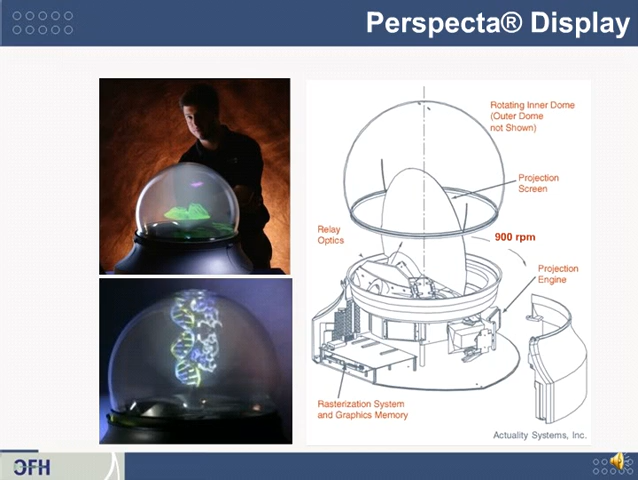 Perspecta® Display
Rotating Inner Dome
(Outer Dome
not Shown)
Projection
Screen
Relay
Optics
900 rpm
Projection
Engine
Rasterization System
and Graphics Memory
Actuality Systems, Inc.
OFH